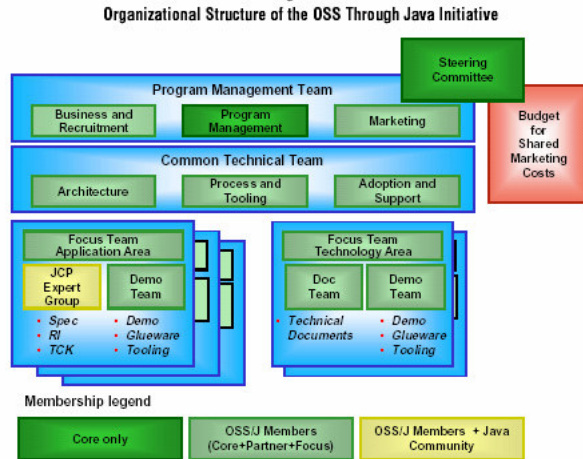 Organizational Structure of the OSS Through Java Initiative
Steering
Committee
Program Management Team
Business and
Recruitment
Program
Management
Marketing
Budget
for
Shared
Marketing
Costs
Common Technical Team
Architecture
Process and
Tooling
Adoption and
Support
Focus Team
Application Area
JCP
Expert
Group
Demo
Team
• Spec
• RI
• TCK
• Demo
• Glueware
• Tooling
Focus Team
Technology Area
Doc
Team
Demo
Team
• Technical
Documents
• Demo
• Glueware
• Tooling
Membership legend
Core only
OSS/J Members
(Core+Partner+Focus)
OSS/J Members + Java
Community